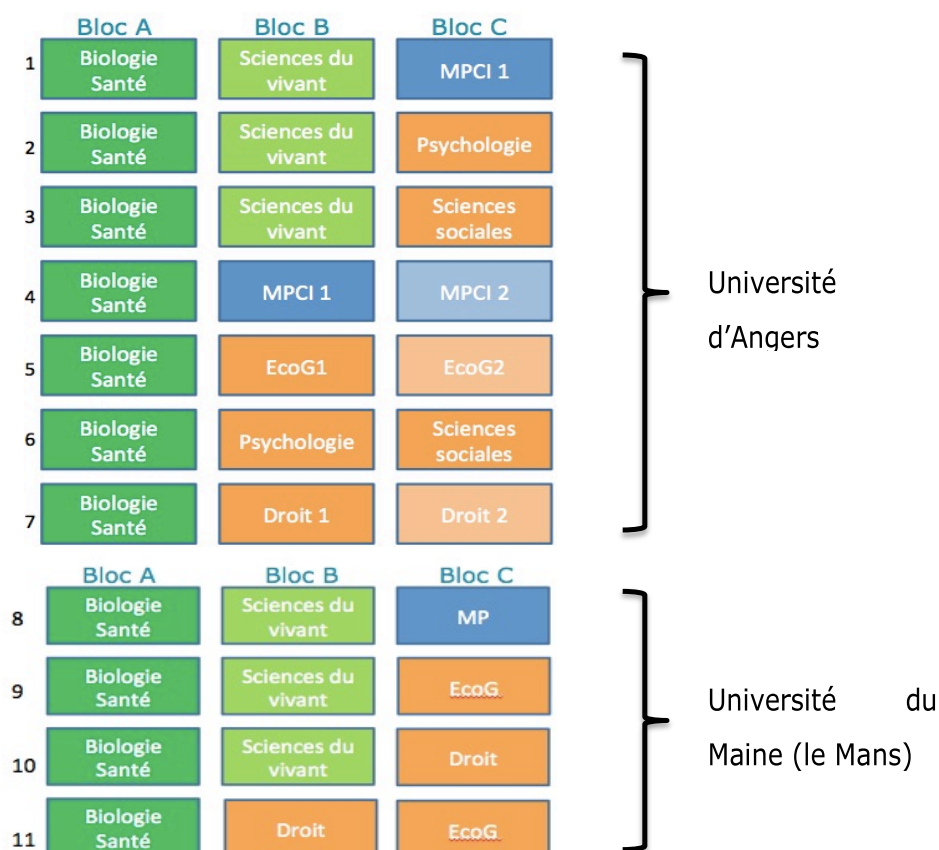 Bloc A Bloc B Bloc C
1 Biologie Santé Sciences du vivant MPCI 1
2 Biologie Santé Sciences du vivant Psychologie
3 Biologie Santé Sciences du vivant Sciences sociales
4 Biologie Santé MPCI 1 MPCI 2
5 Biologie Santé EcoG1 EcoG2
6 Biologie Santé Psychologie Sciences sociales
7 Biologie Santé Droit 1 Droit 2
Université
d'Angers
Bloc A Bloc B Bloc C
8 Biologie Santé Sciences du vivant MP
9 Biologie Santé Sciences du vivant EcoG
10 Biologie Santé Sciences du vivant Droit
11 Biologie Santé Droit EcoG
Université du
Maine (le Mans)